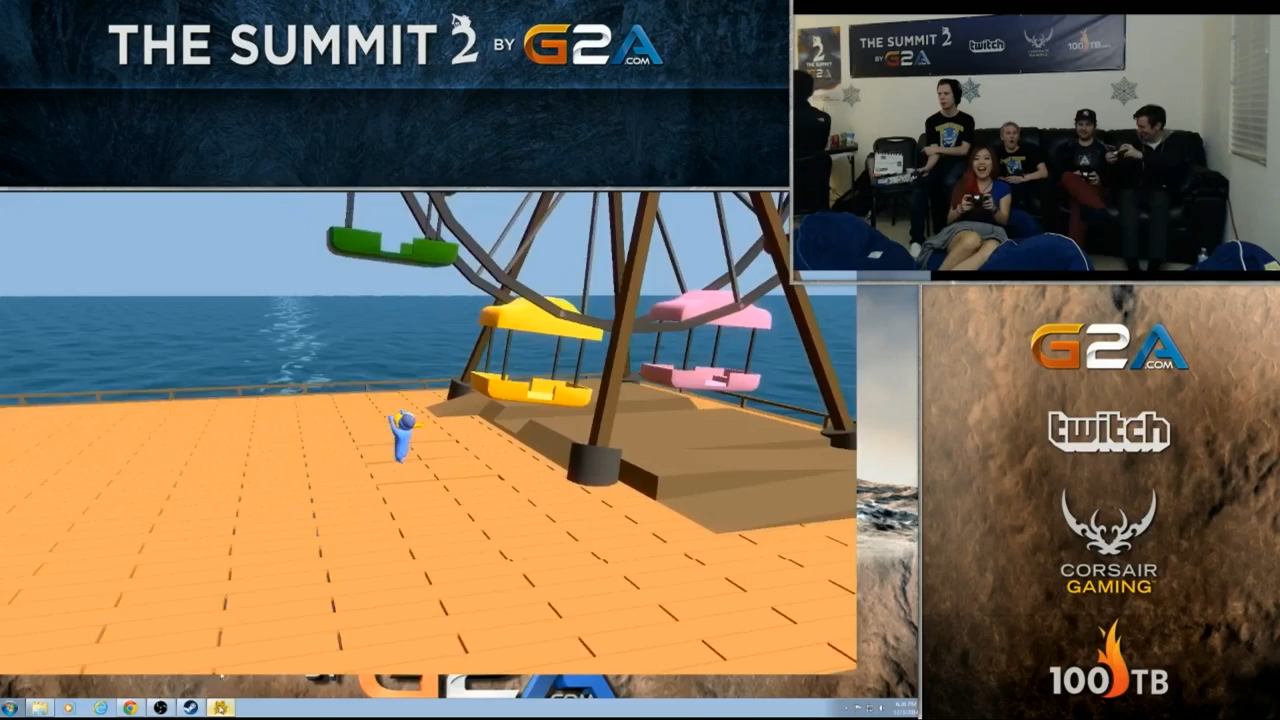 THE SUMMIT 2 BY G2A.COM
THE SUMMIT 2
BY G2A
twitch
100TB
G2A.COM
twitch
CORSAIR
GAMING
100TB
G2A